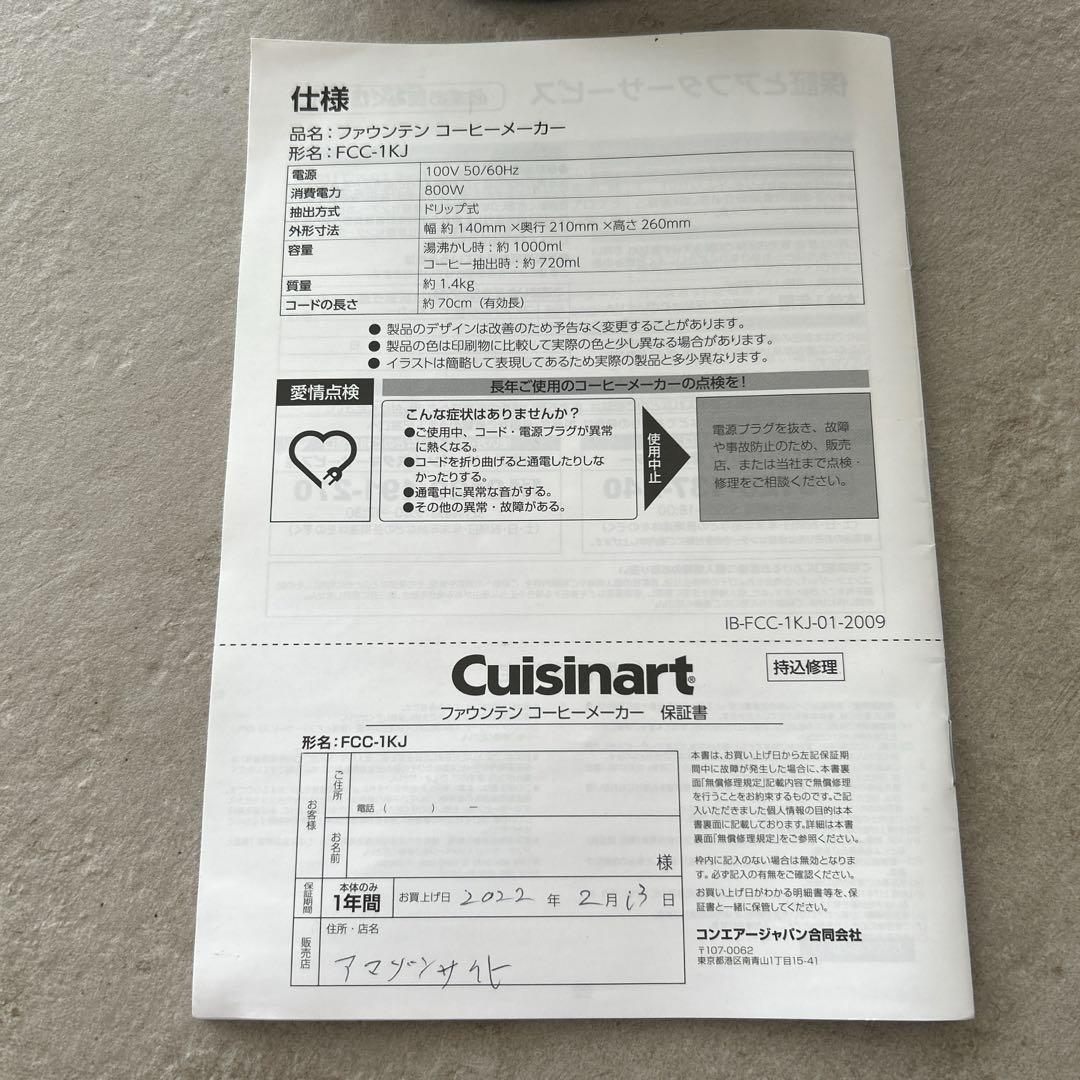 仕様
品名：ファウンテン コーヒーメーカー
形名：FCC-1KJ
電源 100V 50/60Hz
消費電力 800W
抽出方式 ドリップ式
外形寸法 幅 約 140mm ×奥行 210mm ×高さ 260mm
容量 湯沸かし時：約 1000ml
コーヒー抽出時：約 720ml
質量 約 1.4kg
コードの長さ 約 70cm（有効長）
● 製品のデザインは改善のため予告なく変更することがあります。
● 製品の色は印刷物に比較して実際の色と少し異なる場合があります。
● イラストは簡略して表現してあるため実際の製品と多少異なります。
愛情点検
長年ご使用のコーヒーメーカーの点検を！
こんな症状はありませんか？
●ご使用中、コード・電源プラグが異常
に熱くなる。
●コードを折り曲げると通電したりしな
かったりする。
●通電中に異常な音がする。
●その他の異常・故障がある。
使用中止
電源プラグを抜き、故障
や事故防止のため、販売
店、または当社まで点検・
修理をご相談ください。
IB-FCC-1KJ-01-2009
Cuisinart®
持込修理
ファウンテン コーヒーメーカー 保証書
形名：FCC-1KJ
お客様
ご住所
電話（　　　）　　－
お名前
様
保証期間
本体のみ
1年間
お買上げ日 2022 年 2月 13 日
販売店
住所・店名
アマゾンサイト
本書は、お買い上げ日から左記保証期
間中に故障が発生した場合に、本書裏
面「無償修理規定」記載内容で無償修理
を行うことをお約束するものです。ご記
入いただきました個人情報の目的は本
書裏面に記載しております。詳細は本書
裏面「無償修理規定」をご参照ください。
枠内に記入のない場合は無効となりま
す。必ず記入の有無をご確認ください。
お買い上げ日がわかる明細書等を、保
証書と一緒に保管してください。
コンエアージャパン合同会社
〒107-0062
東京都港区南青山1丁目15-41